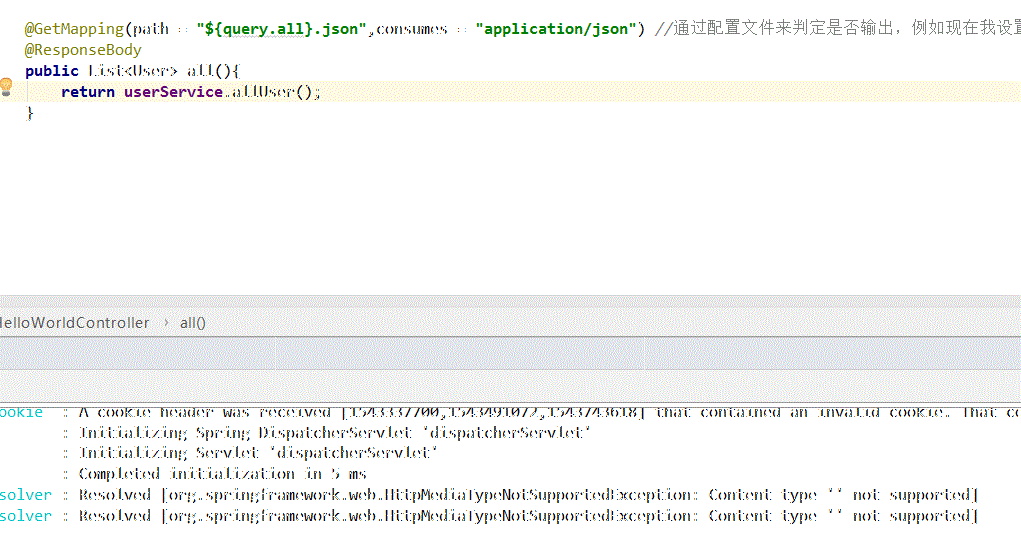 @GetMapping(path = "${query.all}.json",consumes = "application/json") //通过配置文件来判定是否输出，例如现在我设置
@ResponseBody
public List<User> all(){
return userService.allUser();
}
HelloWorldController › all()
ookie : A cookie header was received [1543337700,1543491072,1543743618] that contained an invalid cookie. That co
: Initializing Spring DispatcherServlet 'dispatcherServlet'
: Initializing Servlet 'dispatcherServlet'
: Completed initialization in 5 ms
solver : Resolved [org.springframework.web.HttpMediaTypeNotSupportedException: Content type '' not supported]
solver : Resolved [org.springframework.web.HttpMediaTypeNotSupportedException: Content type '' not supported]